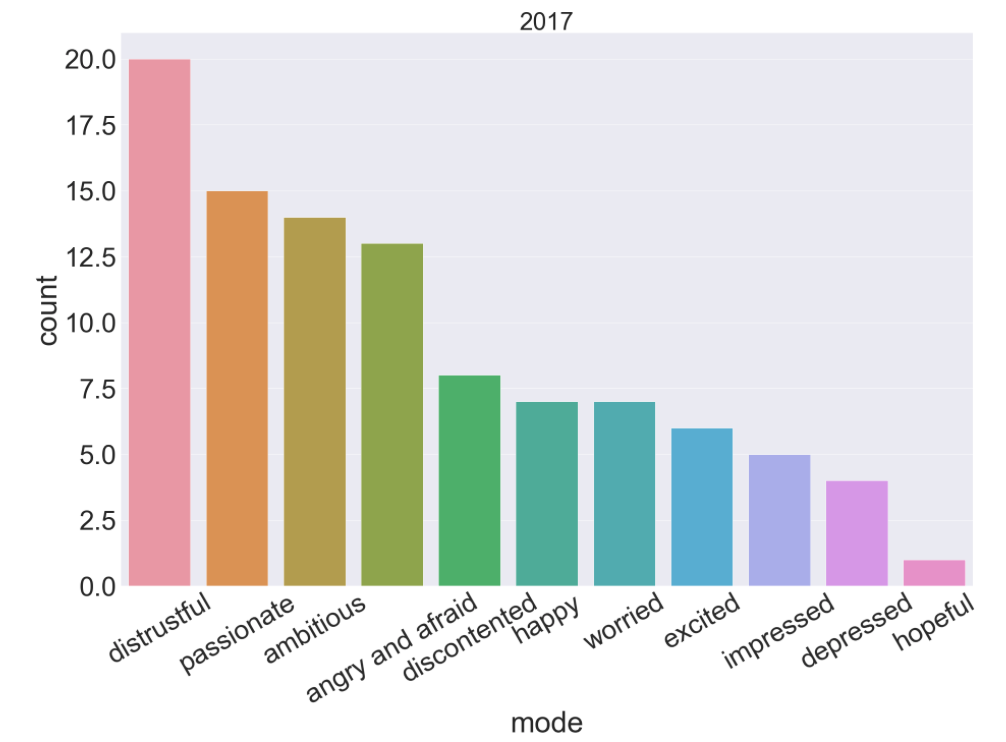 2017
20.0
17.5
15.0
12.5
10.0
7.5
5.0
2.5
0.0
count
distrustful
passionate
ambitious
angry and afraid
discontented
happy
worried
excited
impressed
depressed
hopeful
mode